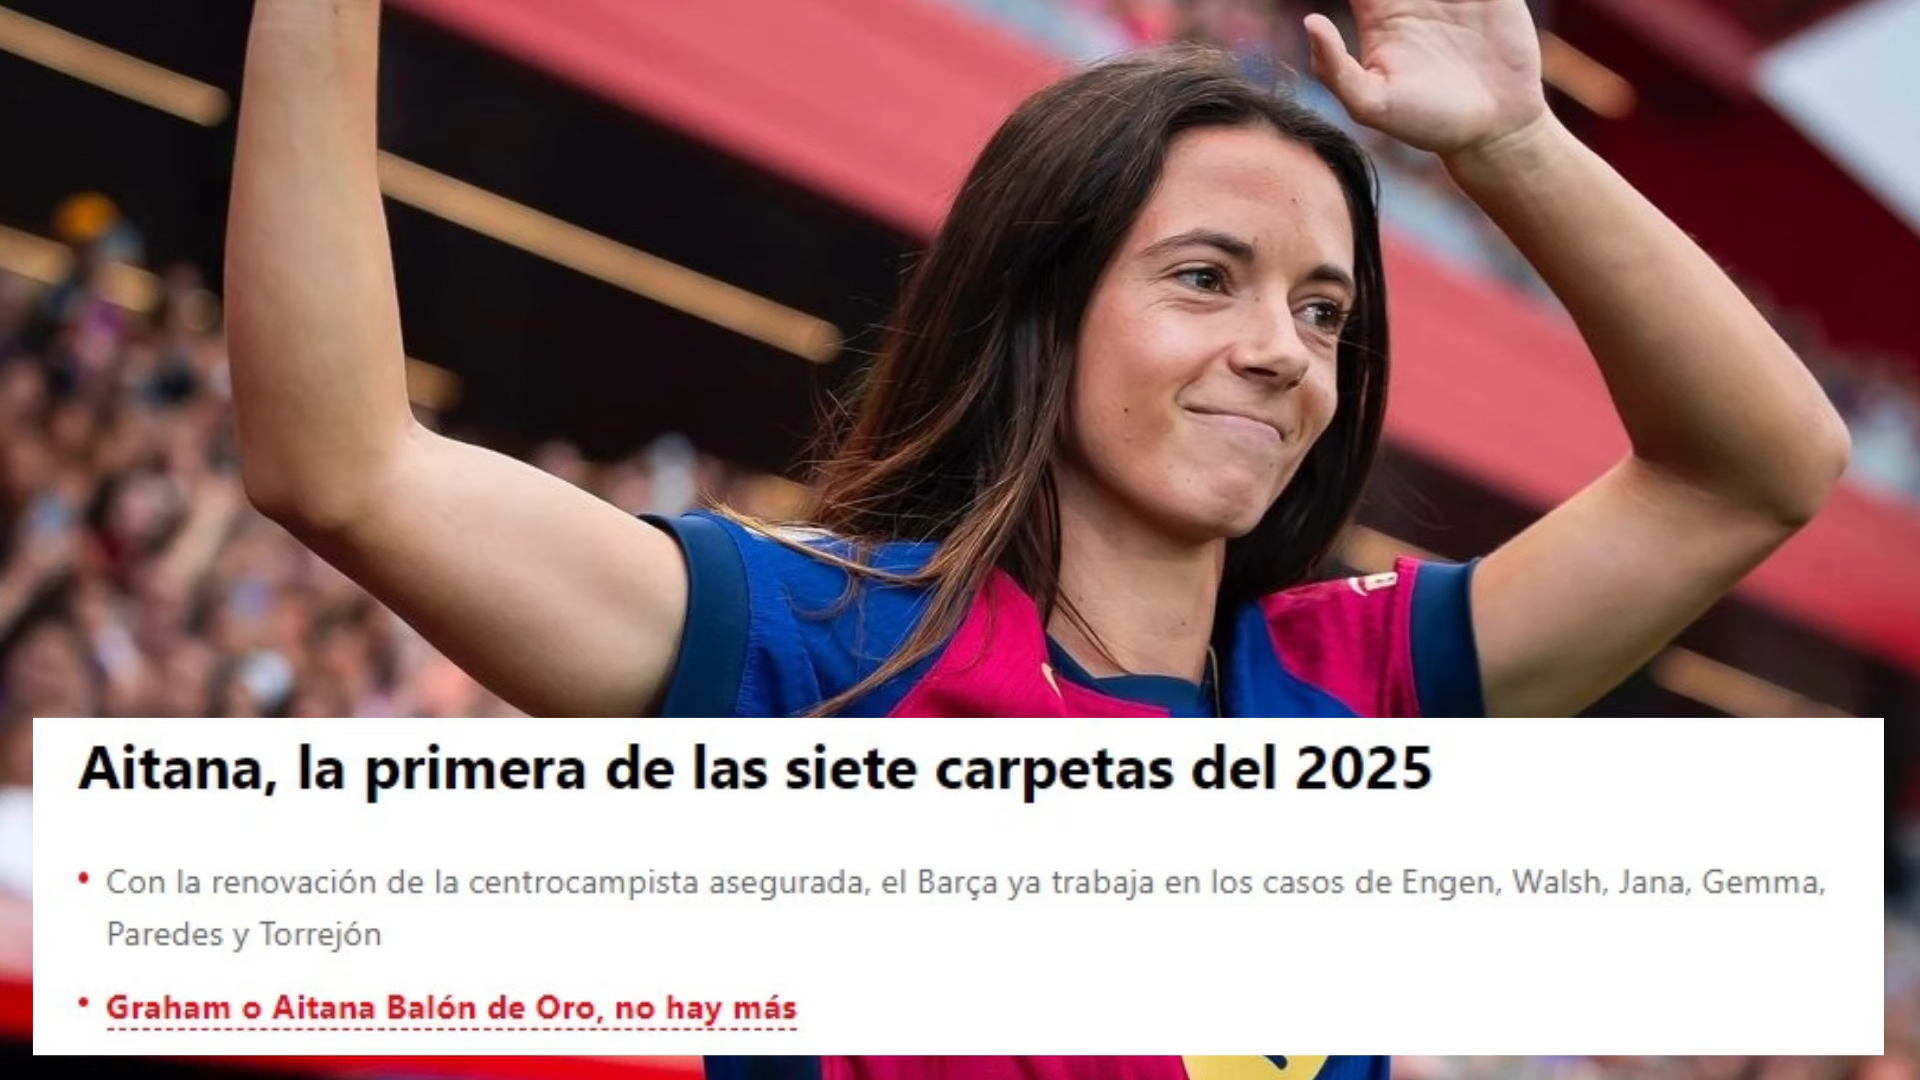 Aitana, la primera de las siete carpetas del 2025
Con la renovación de la centrocampista asegurada, el Barça ya trabaja en los casos de Engen, Walsh, Jana, Gemma,
Paredes y Torrejón
Graham o Aitana Balón de Oro, no hay más